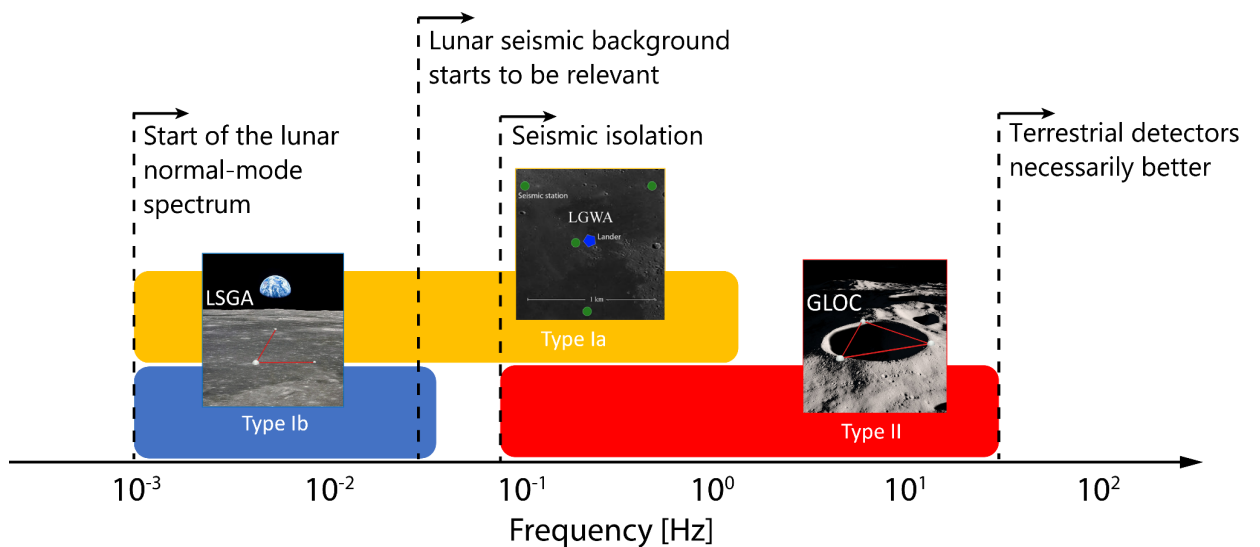 Lunar seismic background
starts to be relevant
Start of the lunar
normal-mode
spectrum
Seismic isolation
Terrestrial detectors
necessarily better
Seismic station
LGWA
Lander
1 km
LSGA
GLOC
Type Ia
Type Ib
Type II
10⁻³
10⁻²
10⁻¹
10⁰
10¹
10²
Frequency [Hz]